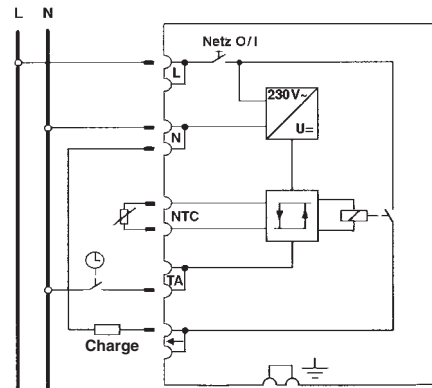 L N
Netz O/I
L
230V~
N
U=
NTC
TA
Charge